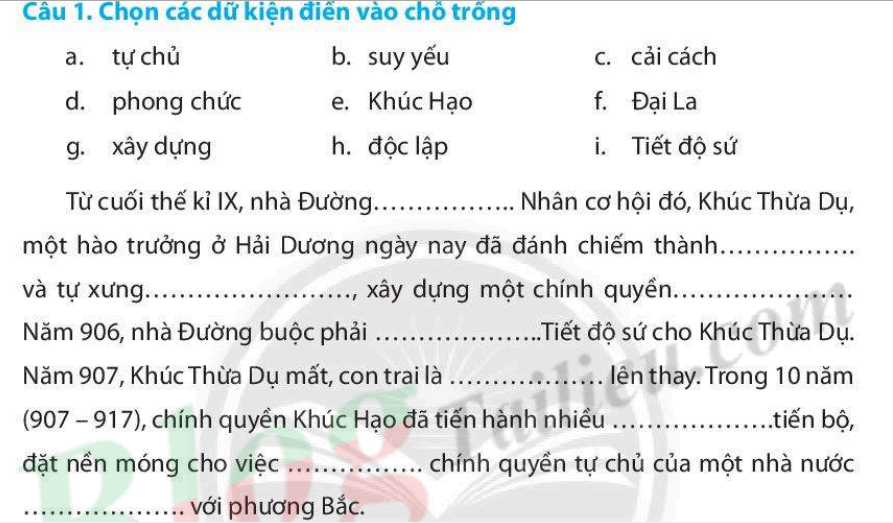 Câu 1. Chọn các dữ kiện điền vào chỗ trống
a. tự chủ b. suy yếu c. cải cách
d. phong chức e. Khúc Hạo f. Đại La
g. xây dựng h. độc lập i. Tiết độ sứ
Từ cuối thế kỉ IX, nhà Đường................. Nhân cơ hội đó, Khúc Thừa Dụ,
một hào trưởng ở Hải Dương ngày nay đã đánh chiếm thành................
và tự xưng........................., xây dựng một chính quyền.....................
Năm 906, nhà Đường buộc phải ....................Tiết độ sứ cho Khúc Thừa Dụ.
Năm 907, Khúc Thừa Dụ mất, con trai là .................. lên thay. Trong 10 năm
(907 – 917), chính quyền Khúc Hạo đã tiến hành nhiều ...................tiến bộ,
đặt nền móng cho việc ................ chính quyền tự chủ của một nhà nước
................... với phương Bắc.
Blog Tailieu.com